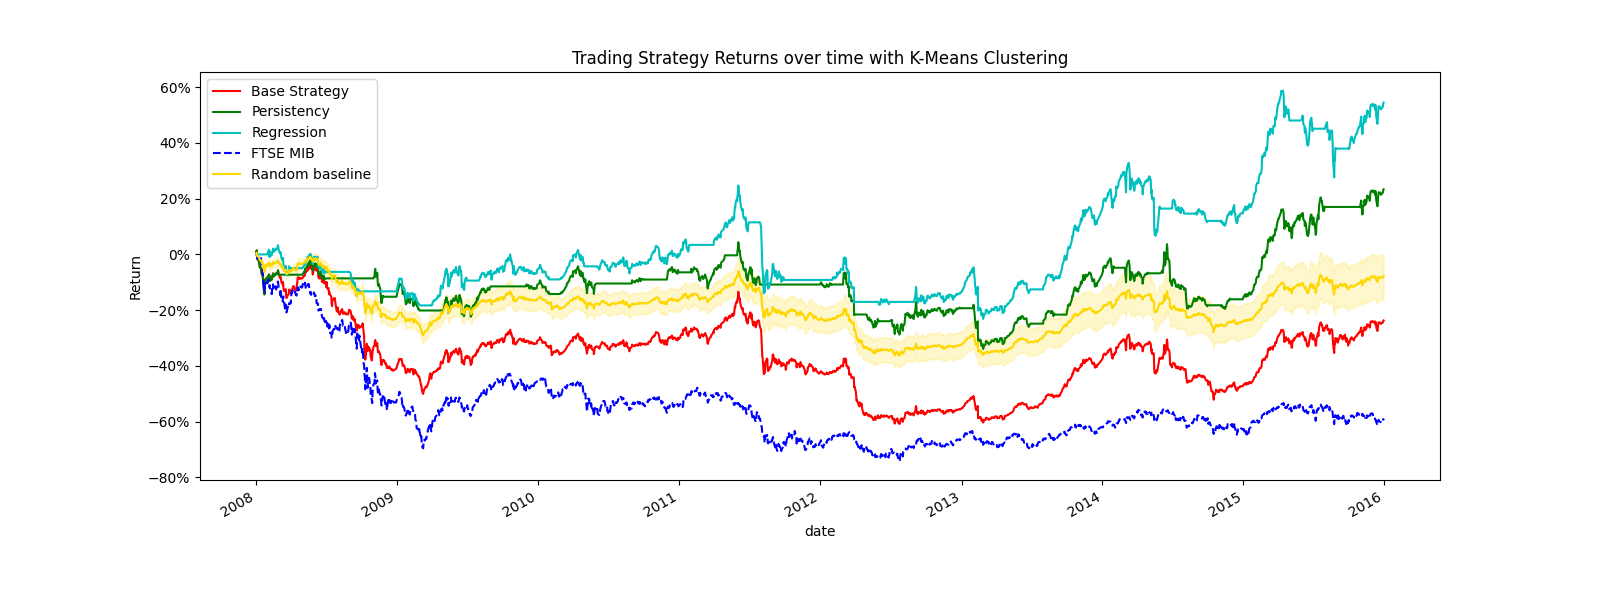 Trading Strategy Returns over time with K-Means Clustering
60%
40%
20%
0%
−20%
−40%
−60%
−80%
Return
Base Strategy
Persistency
Regression
FTSE MIB
Random baseline
2008
2009
2010
2011
2012
2013
2014
2015
2016
date